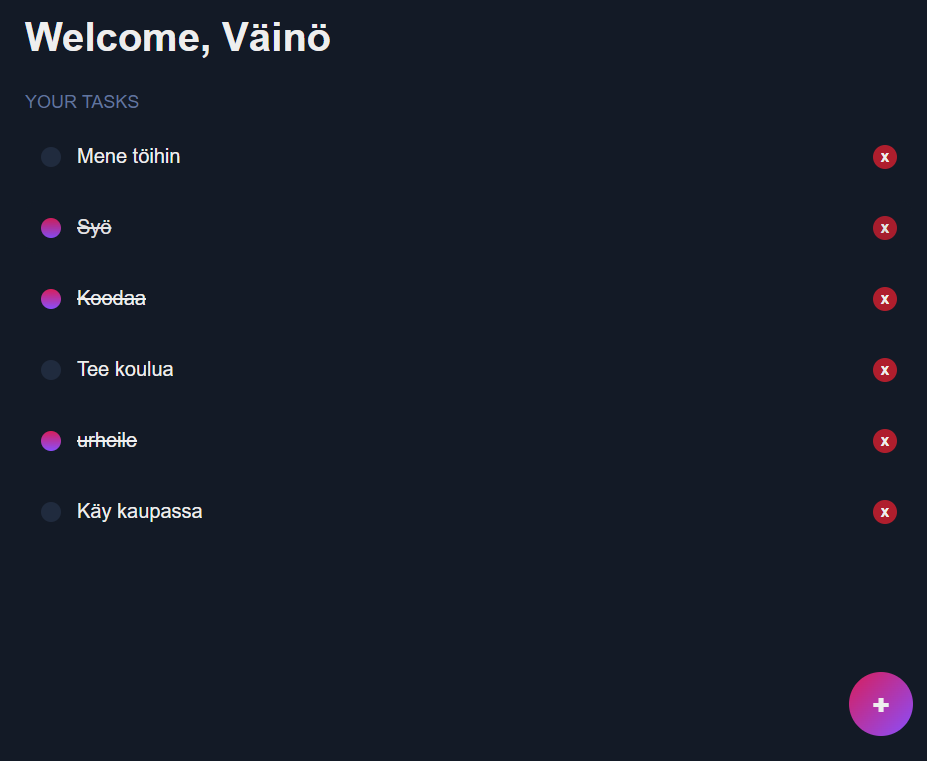 Welcome, Väinö
YOUR TASKS
Mene töihin
x
Syö
x
Koodaa
x
Tee koulua
x
urheile
x
Käy kaupassa
x
+